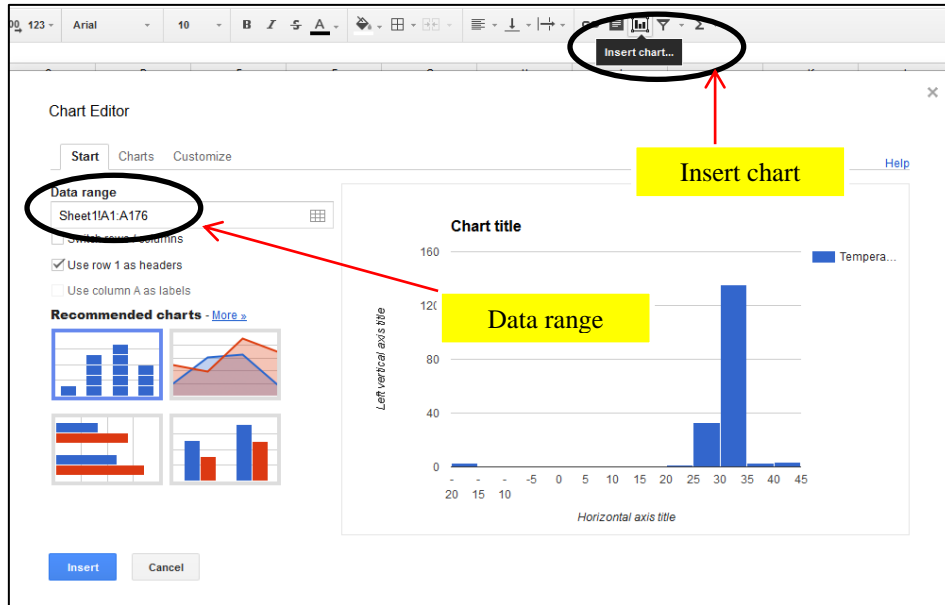 123 Arial 10 B I S A Σ
Insert chart...
Chart Editor
Start Charts Customize
Help
Insert chart
Data range
Sheet1!A1:A176
Use row 1 as headers
Use column A as labels
Recommended charts - More »
Chart title
160
Tempera...
Data range
80
40
0
Left vertical axis title
- - - -5 0 5 10 15 20 25 30 35 40 45
20 15 10
Horizontal axis title
Insert Cancel